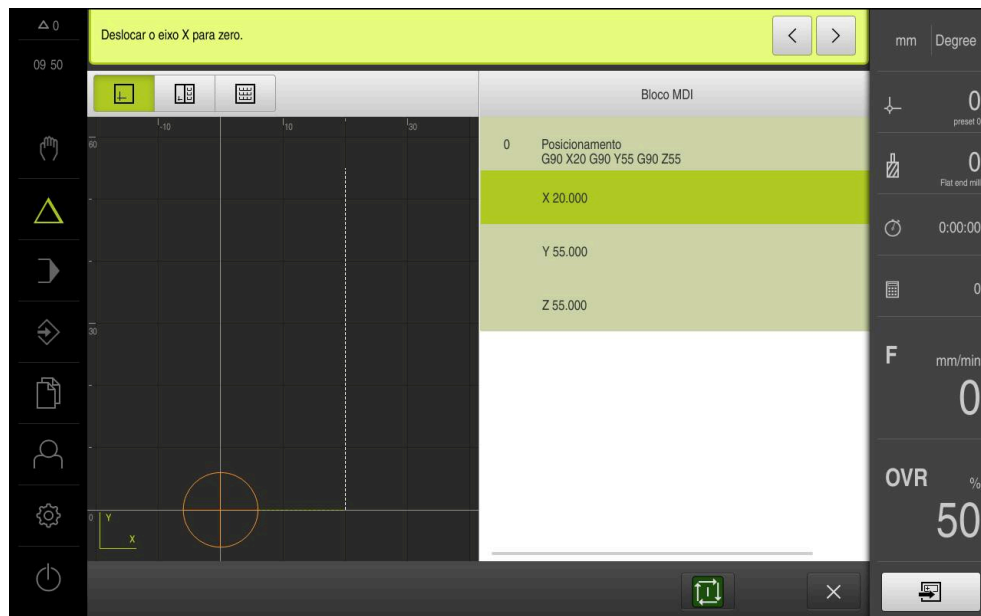 0
09 50
Deslocar o eixo X para zero.
Bloco MDI
-10
10
30
60
30
0
Y
X
0 Posicionamento
G90 X20 G90 Y55 G90 Z55
X 20.000
Y 55.000
Z 55.000
mm Degree
0
preset 0
0
Flat end mill
0:00:00
0
F mm/min
0
OVR %
50